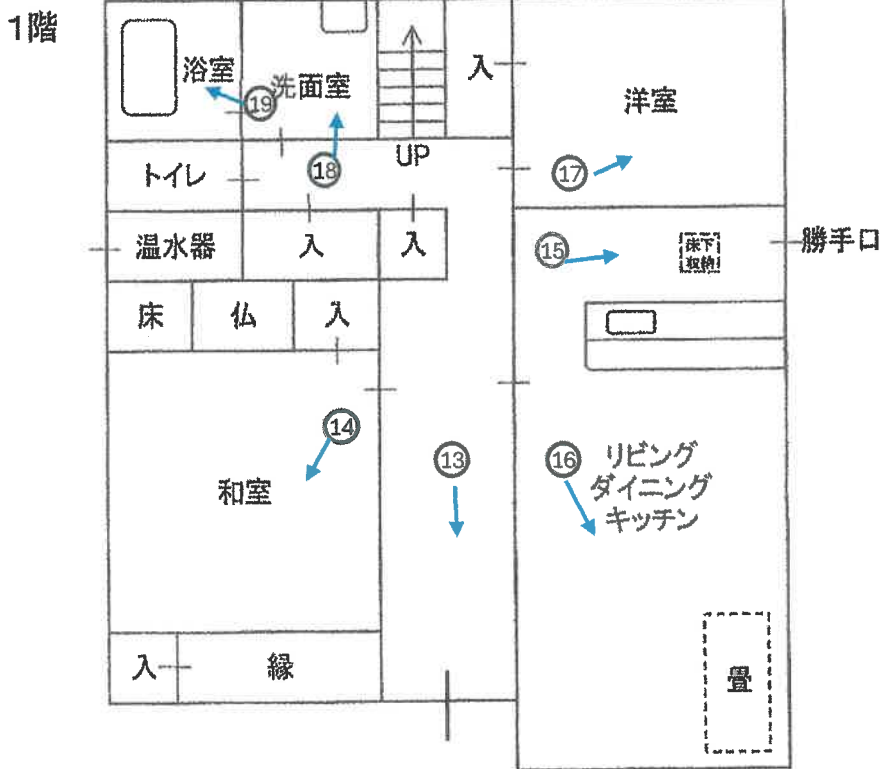 1階
浴室
洗面室
入
洋室
⑲
UP
トイレ
⑱
⑰
温水器
入
入
⑮
床下
収納
勝手口
床
仏
入
⑭
⑬
⑯
リビング
ダイニング
キッチン
和室
入
縁
畳